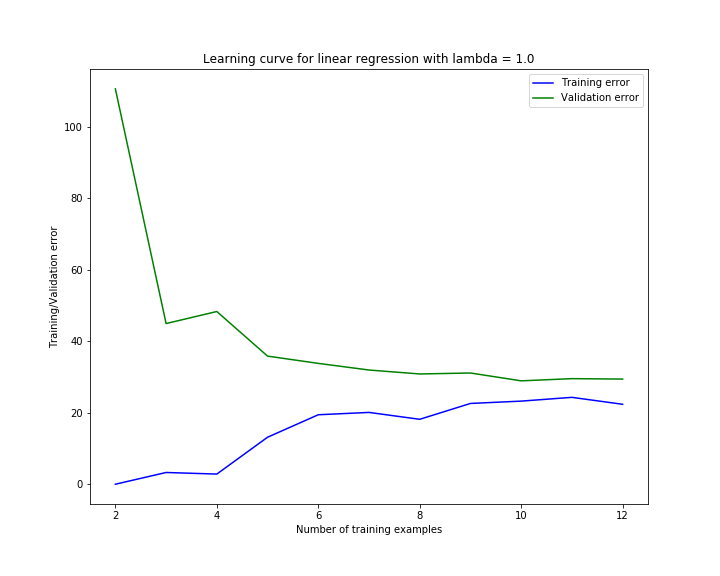 Learning curve for linear regression with lambda = 1.0
Training error
Validation error
100
80
60
40
20
0
Training/Validation error
2
4
6
8
10
12
Number of training examples